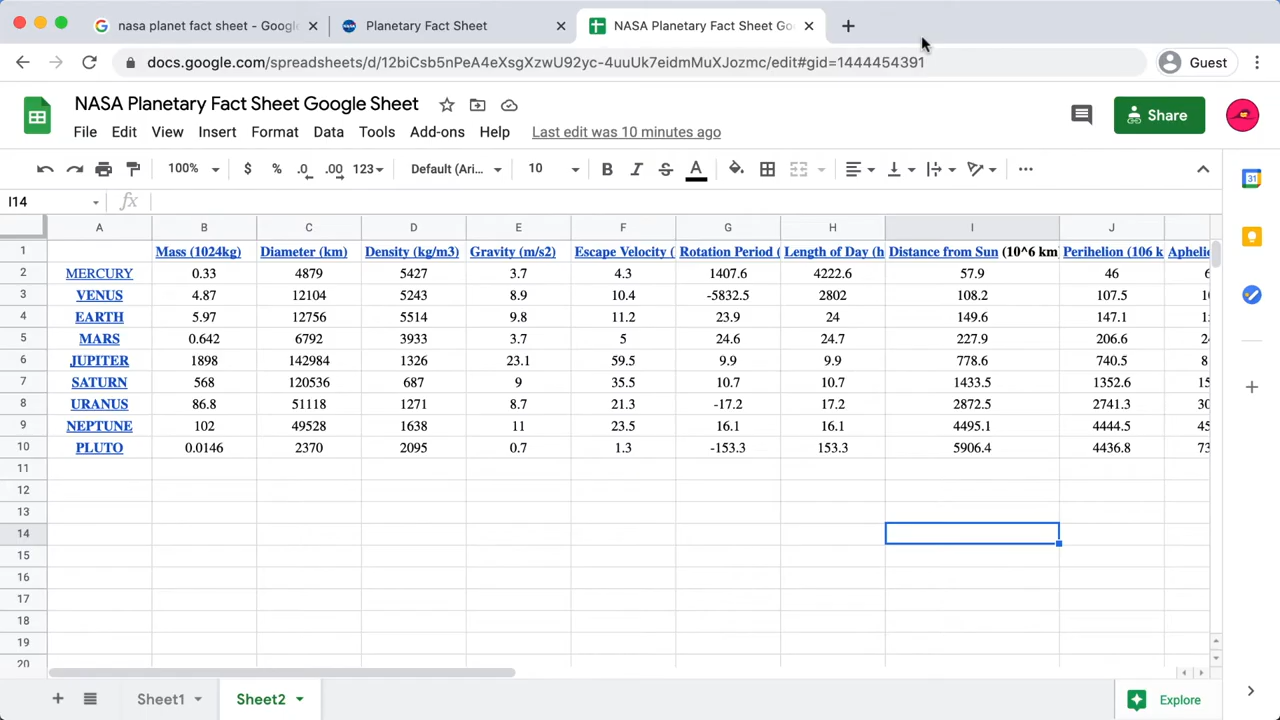 nasa planet fact sheet - Googl
Planetary Fact Sheet
NASA Planetary Fact Sheet Go
docs.google.com/spreadsheets/d/12biCsb5nPeA4eXsgXzwU92yc-4uuUk7eidmMuXJozmc/edit#gid=1444454391
Guest
NASA Planetary Fact Sheet Google Sheet
Share
File Edit View Insert Format Data Tools Add-ons Help Last edit was 10 minutes ago
100% $ % .0 .00 123 Default (Ari... 10 B I S A
31
I14 fx
A B C D E F G H I J
1 Mass (1024kg) Diameter (km) Density (kg/m3) Gravity (m/s2) Escape Velocity ( Rotation Period ( Length of Day (h Distance from Sun (10^6 km Perihelion (106 k Aphelio
2 MERCURY 0.33 4879 5427 3.7 4.3 1407.6 4222.6 57.9 46 6
3 VENUS 4.87 12104 5243 8.9 10.4 -5832.5 2802 108.2 107.5 10
4 EARTH 5.97 12756 5514 9.8 11.2 23.9 24 149.6 147.1 15
5 MARS 0.642 6792 3933 3.7 5 24.6 24.7 227.9 206.6 24
6 JUPITER 1898 142984 1326 23.1 59.5 9.9 9.9 778.6 740.5 8
7 SATURN 568 120536 687 9 35.5 10.7 10.7 1433.5 1352.6 15
8 URANUS 86.8 51118 1271 8.7 21.3 -17.2 17.2 2872.5 2741.3 30
9 NEPTUNE 102 49528 1638 11 23.5 16.1 16.1 4495.1 4444.5 45
10 PLUTO 0.0146 2370 2095 0.7 1.3 -153.3 153.3 5906.4 4436.8 73
11
12
13
14
15
16
17
18
19
20
Sheet1 Sheet2 Explore